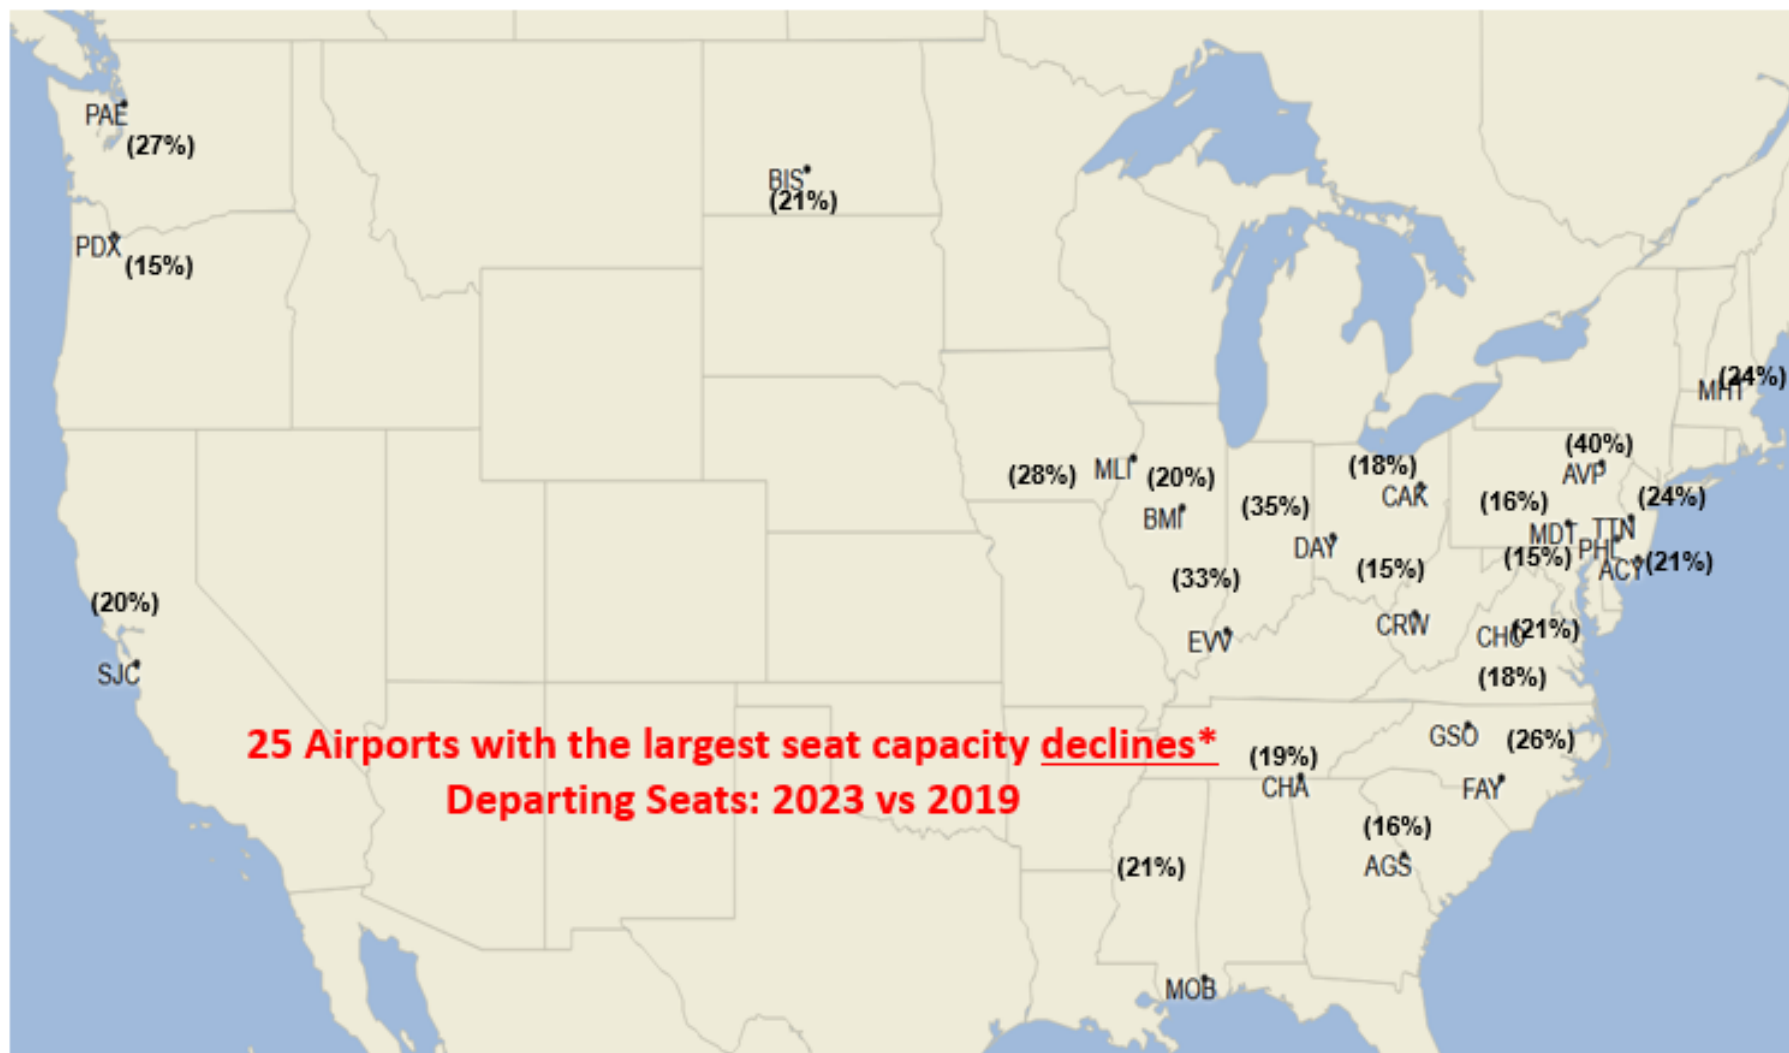 PAE
(27%)
BIS
(21%)
PDX
(15%)
(24%)
MHT
(40%)
AVP
(28%)
MLI
(20%)
BMI
(18%)
CAK
(16%)
MDT
(24%)
TTN
(35%)
DAY
PHL
(15%)
ACY
(21%)
(33%)
EVV
(15%)
CRW
CHO
(21%)
(20%)
SJC
(18%)
GSO
(26%)
FAY
25 Airports with the largest seat capacity declines*
Departing Seats: 2023 vs 2019
(19%)
CHA
(16%)
AGS
(21%)
MOB